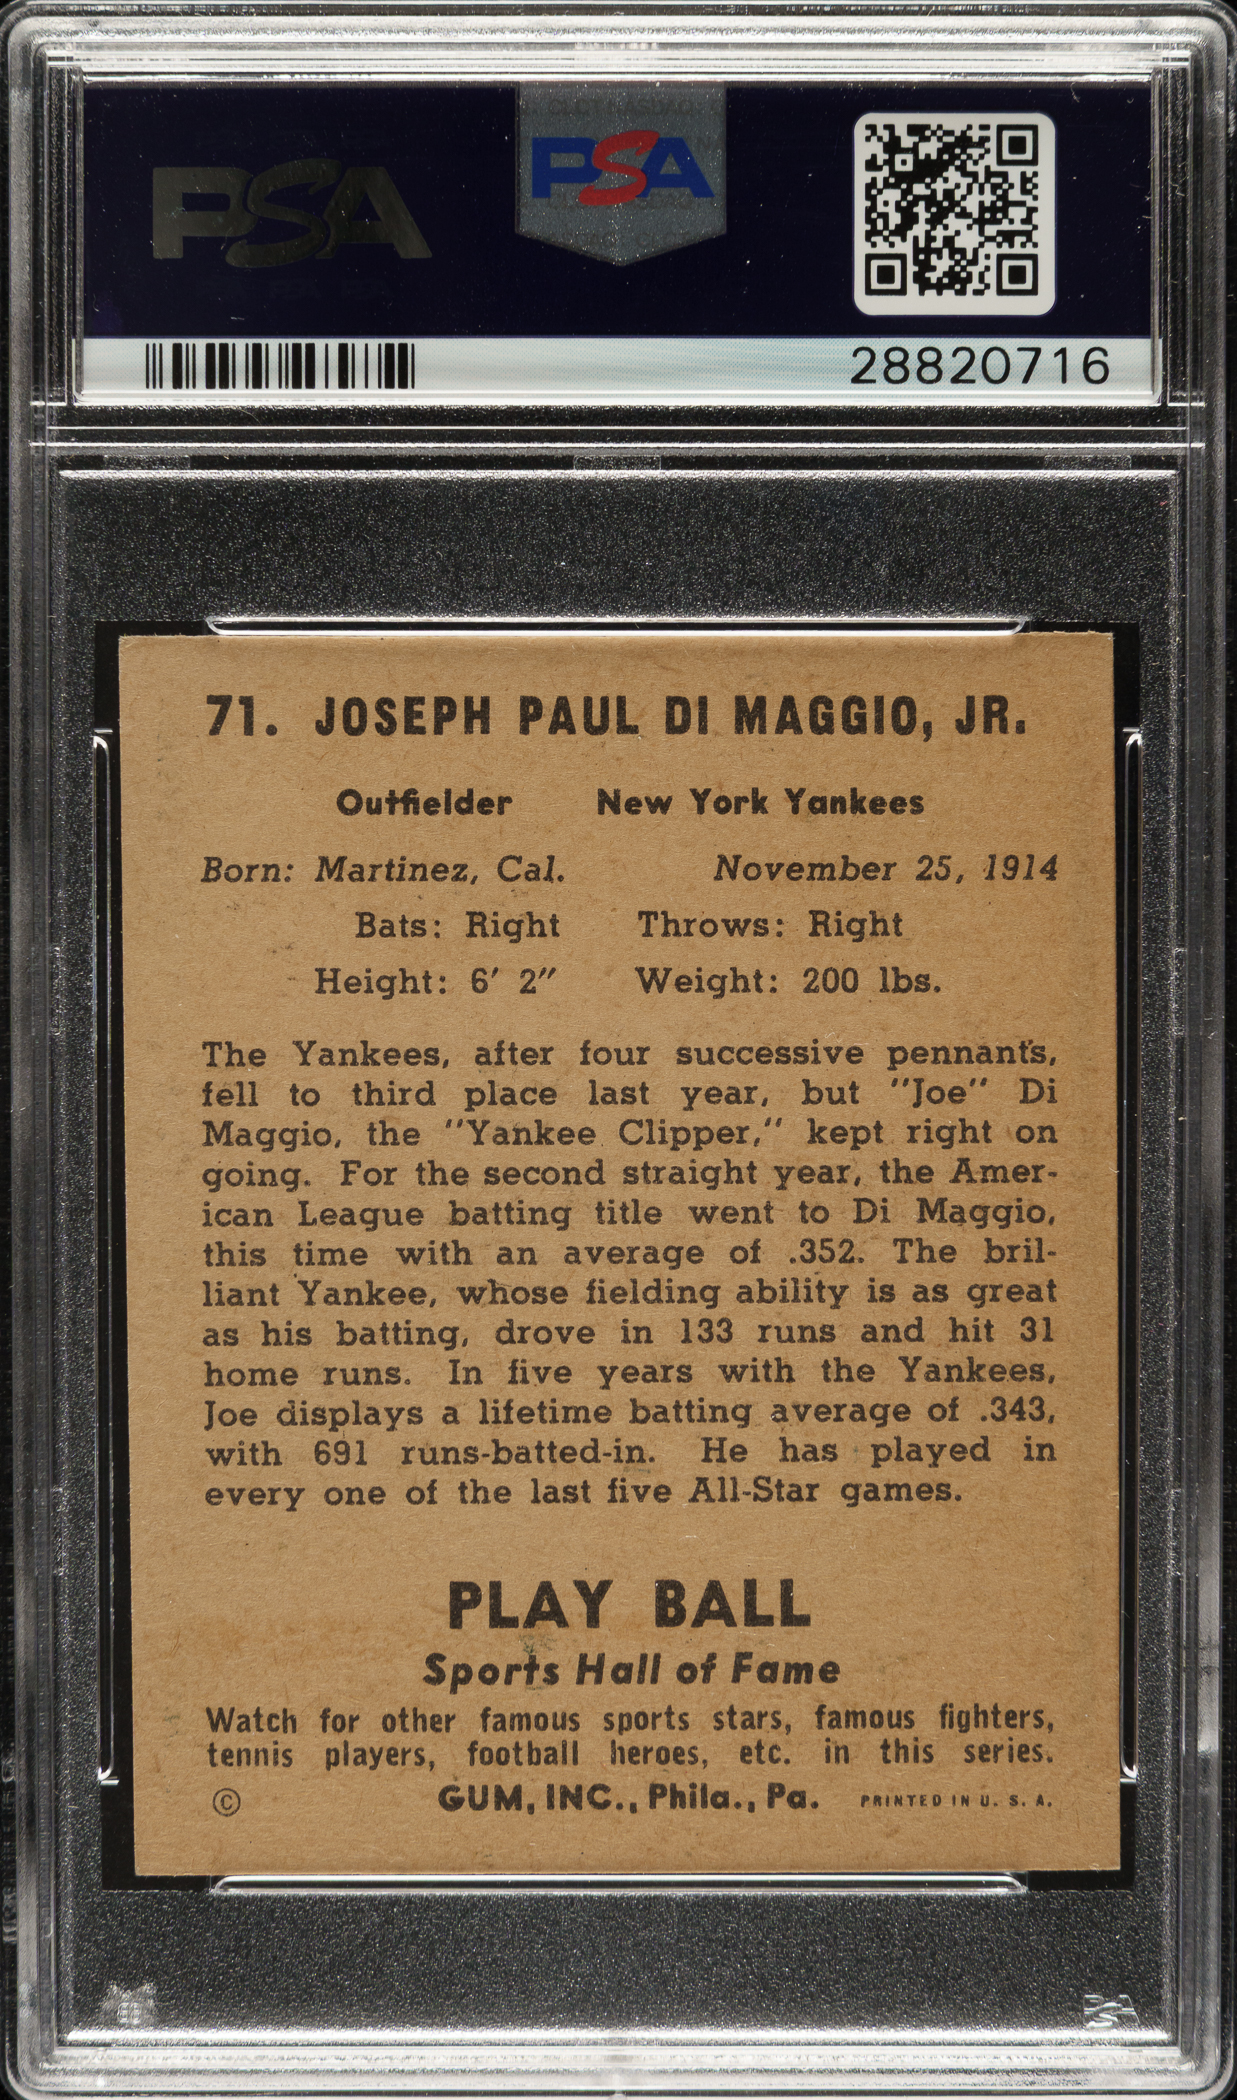 PSA
PSA
28820716
71. JOSEPH PAUL DI MAGGIO, JR.
Outfielder New York Yankees
Born: Martinez, Cal. November 25, 1914
Bats: Right Throws: Right
Height: 6′ 2″ Weight: 200 lbs.
The Yankees, after four successive pennants,
fell to third place last year, but "Joe" Di
Maggio, the "Yankee Clipper," kept right on
going. For the second straight year, the Amer-
ican League batting title went to Di Maggio,
this time with an average of .352. The bril-
liant Yankee, whose fielding ability is as great
as his batting, drove in 133 runs and hit 31
home runs. In five years with the Yankees,
Joe displays a lifetime batting average of .343,
with 691 runs-batted-in. He has played in
every one of the last five All-Star games.
PLAY BALL
Sports Hall of Fame
Watch for other famous sports stars, famous fighters,
tennis players, football heroes, etc. in this series.
© GUM, INC., Phila., Pa. PRINTED IN U. S. A.
PSA